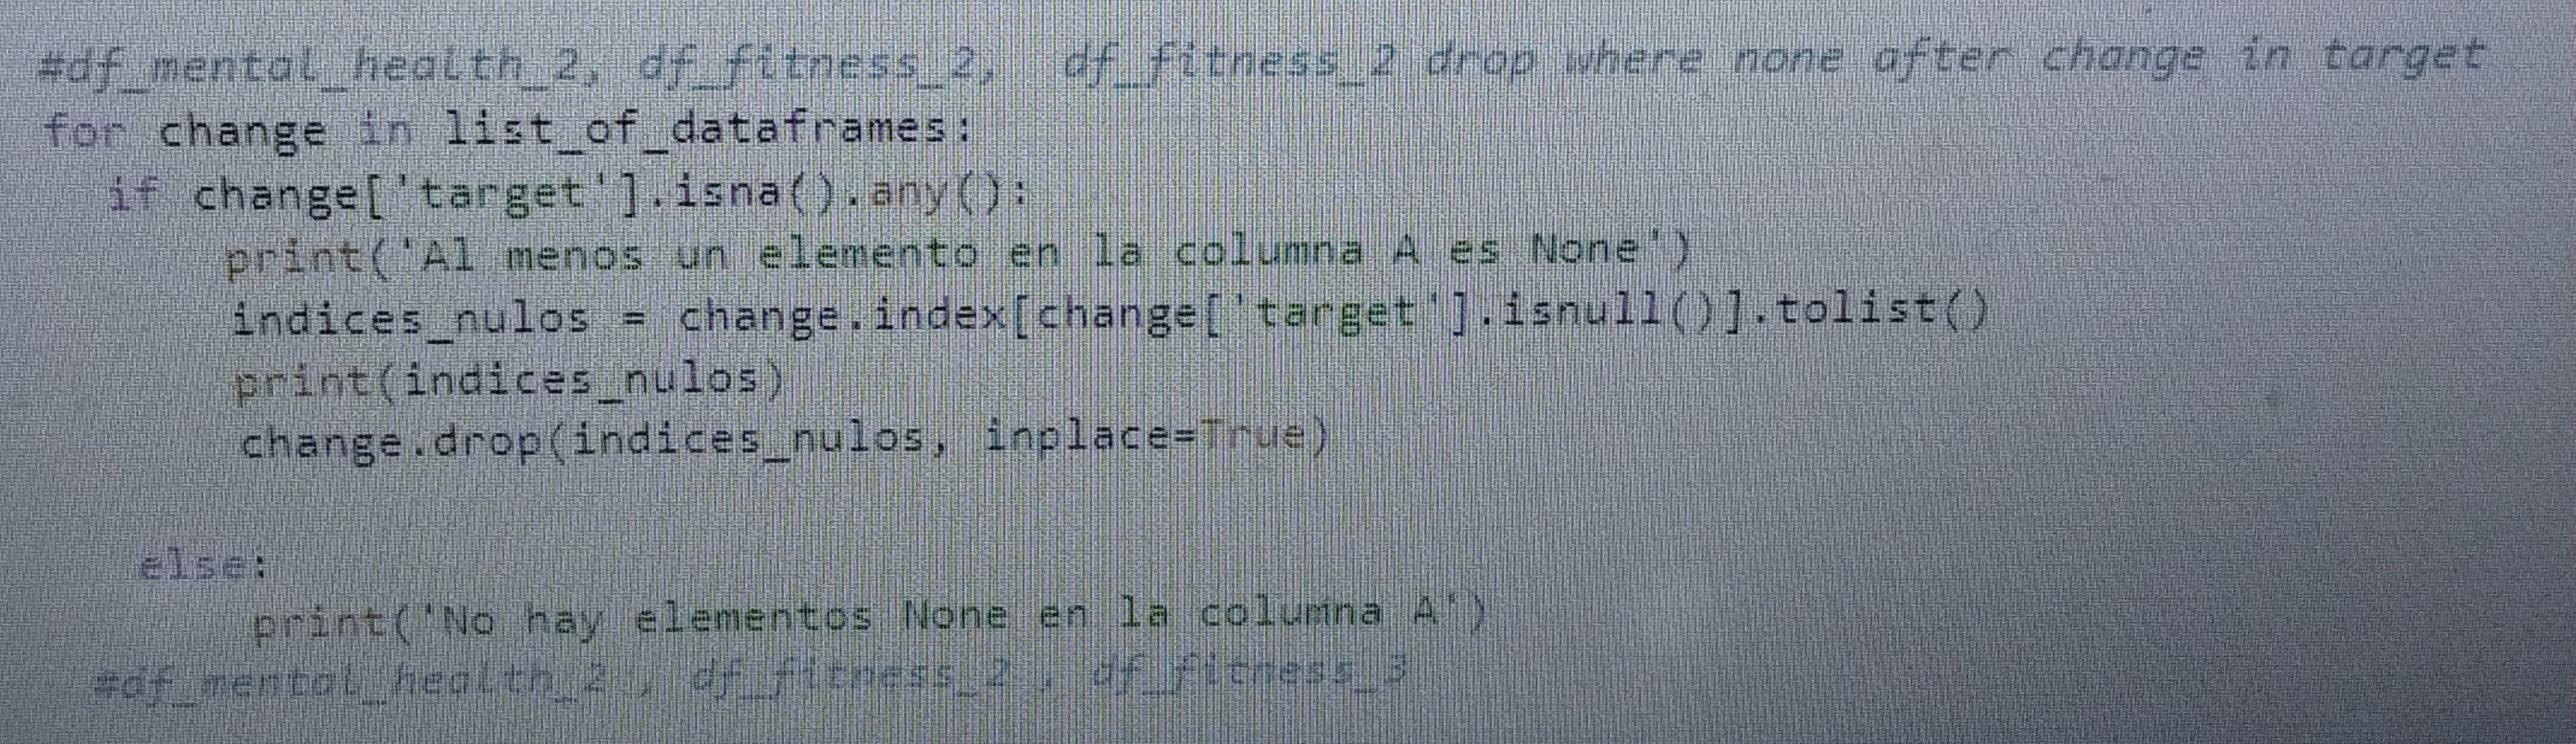 #df_mental_health_2, df_fitness_2,  df_fitness_2 drop where none after change in target
for change in list_of_dataframes:
  if change['target'].isna().any():
      print('Al menos un elemento en la columna A es None')
      indices_nulos = change.index[change['target'].isnull()].tolist()
      print(indices_nulos)
      change.drop(indices_nulos, inplace=True)
  else:
      print('No hay elementos None en la columna A')
 #df_mental_health_2 , df_fitness_2 , df_fitness_3